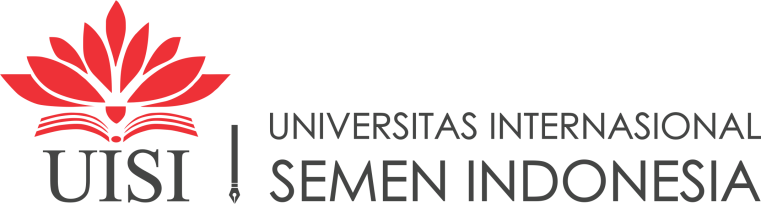 UISI
UNIVERSITAS INTERNASIONAL
SEMEN INDONESIA